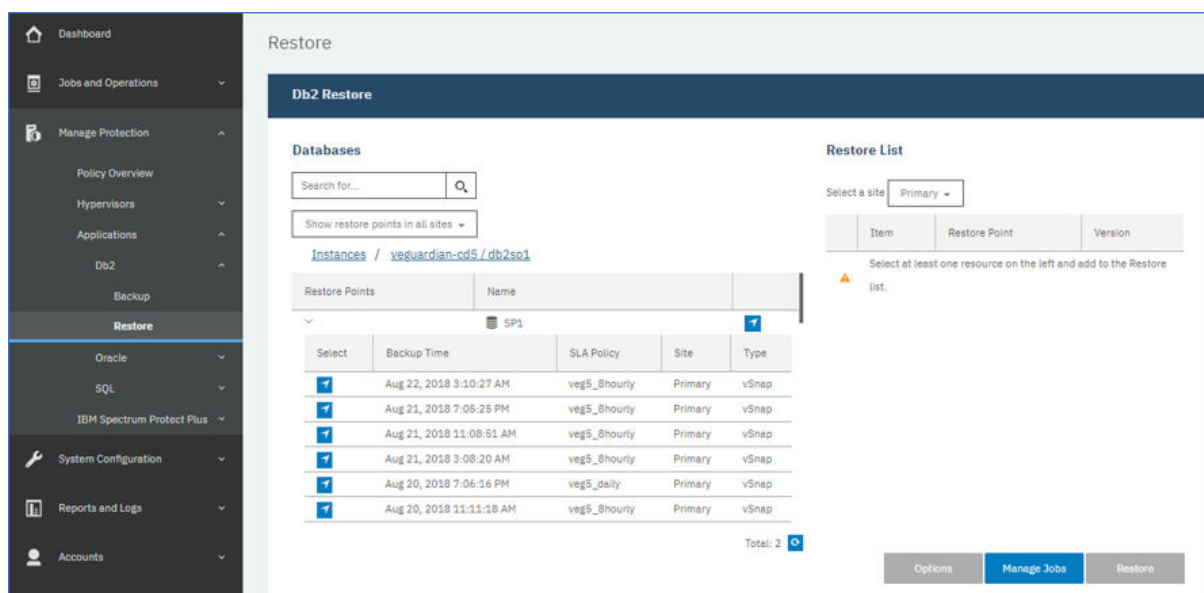 Dashboard
Jobs and Operations
Manage Protection
Policy Overview
Hypervisors
Applications
Db2
Backup
Restore
Oracle
SQL
IBM Spectrum Protect Plus
System Configuration
Reports and Logs
Accounts
Restore
Db2 Restore
Databases
Search for...
Show restore points in all sites
Instances / veguardian-cd5 / db2sp1
Restore Points Name
SP1
Select Backup Time SLA Policy Site Type
Aug 22, 2018 3:10:27 AM veg5_8hourly Primary vSnap
Aug 21, 2018 7:05:25 PM veg5_8hourly Primary vSnap
Aug 21, 2018 11:08:51 AM veg5_8hourly Primary vSnap
Aug 21, 2018 3:08:20 AM veg5_8hourly Primary vSnap
Aug 20, 2018 7:06:16 PM veg5_daily Primary vSnap
Aug 20, 2018 11:11:18 AM veg5_8hourly Primary vSnap
Total: 2
Restore List
Select a site Primary
Item Restore Point Version
Select at least one resource on the left and add to the Restore
list.
Options Manage Jobs Restore